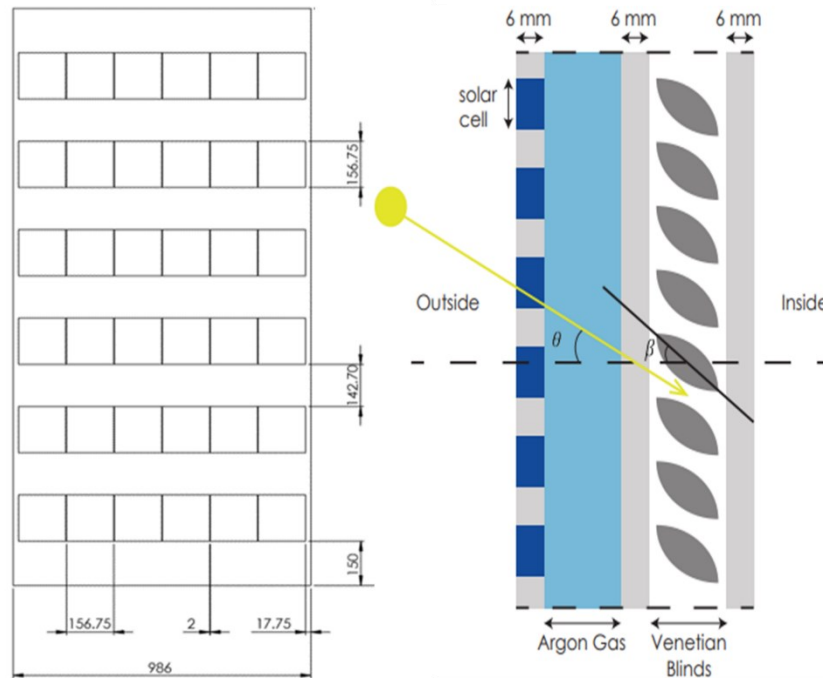 156.75
142.70
150
156.75
2
17.75
986
6 mm
6 mm
6 mm
solar
cell
Outside
θ
β
Inside
Argon Gas
Venetian
Blinds